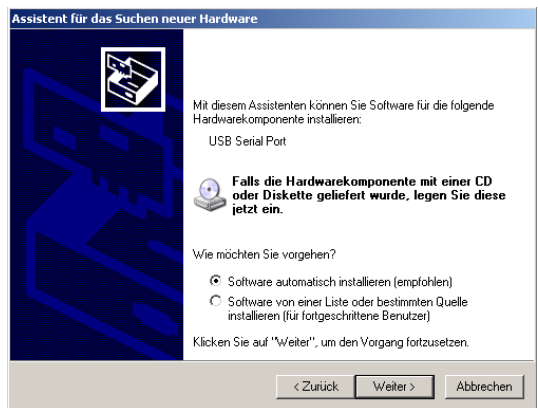 Assistent für das Suchen neuer Hardware
Mit diesem Assistenten können Sie Software für die folgende
Hardwarekomponente installieren:
USB Serial Port
Falls die Hardwarekomponente mit einer CD
oder Diskette geliefert wurde, legen Sie diese
jetzt ein.
Wie möchten Sie vorgehen?
Software automatisch installieren (empfohlen)
Software von einer Liste oder bestimmten Quelle
installieren (für fortgeschrittene Benutzer)
Klicken Sie auf "Weiter", um den Vorgang fortzusetzen.
< Zurück Weiter > Abbrechen